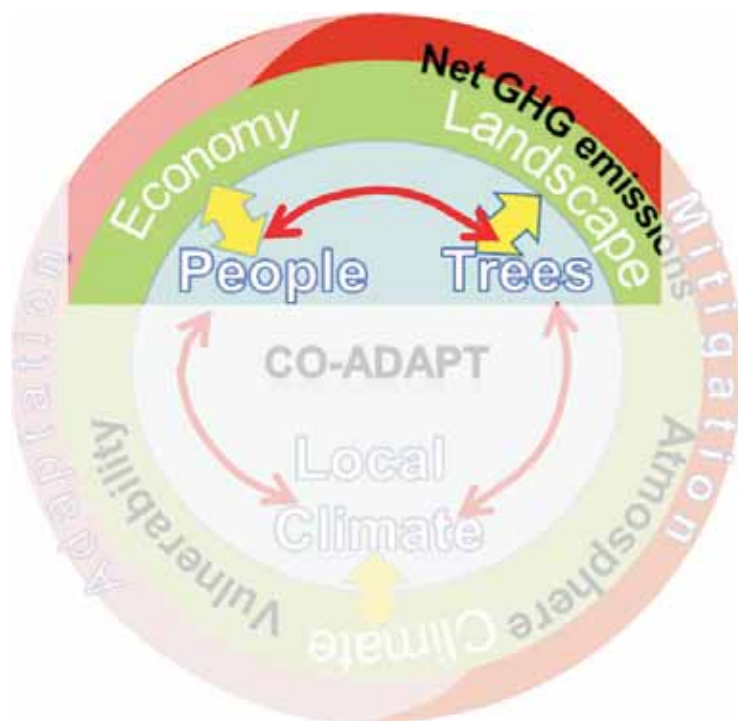 Net GHG emissions
Economy
Landscape
People
Trees
CO-ADAPT
Local
Climate
Adaptation
Mitigation
Vulnerability
Climate
Atmosphere